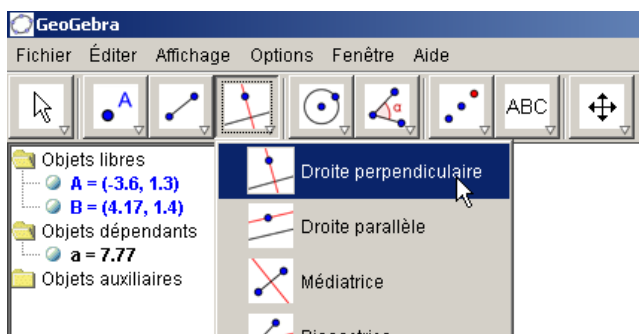 GeoGebra
Fichier Éditer Affichage Options Fenêtre Aide
A α ABC
Objets libres
A = (-3.6, 1.3)
B = (4.17, 1.4)
Objets dépendants
a = 7.77
Objets auxiliaires
Droite perpendiculaire
Droite parallèle
Médiatrice